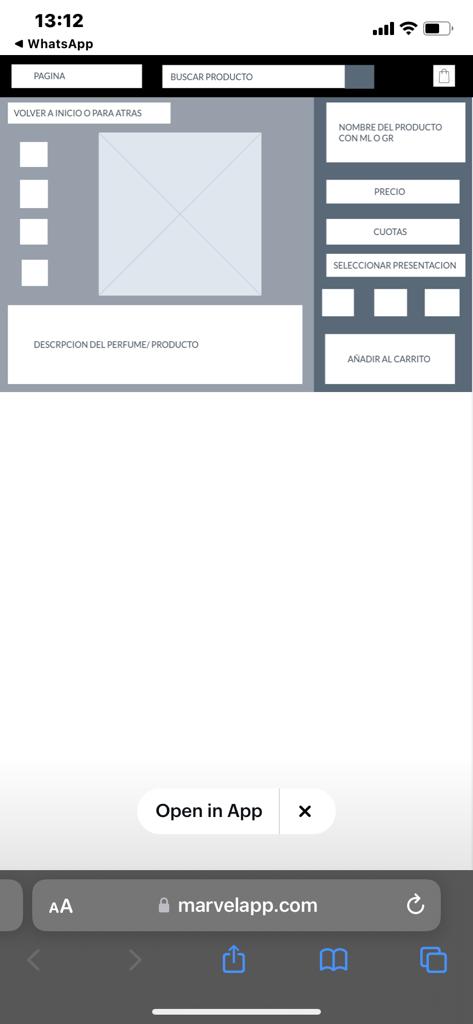 13:12
◀ WhatsApp
PAGINA
BUSCAR PRODUCTO
VOLVER A INICIO O PARA ATRAS
NOMBRE DEL PRODUCTO
CON ML O GR
PRECIO
CUOTAS
SELECCIONAR PRESENTACION
DESCRPCION DEL PERFUME/ PRODUCTO
AÑADIR AL CARRITO
Open in App
AA
marvelapp.com